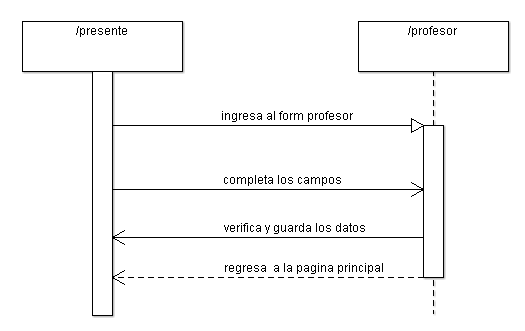 /presente
/profesor
ingresa al form profesor
completa los campos
verifica y guarda los datos
regresa  a la pagina principal